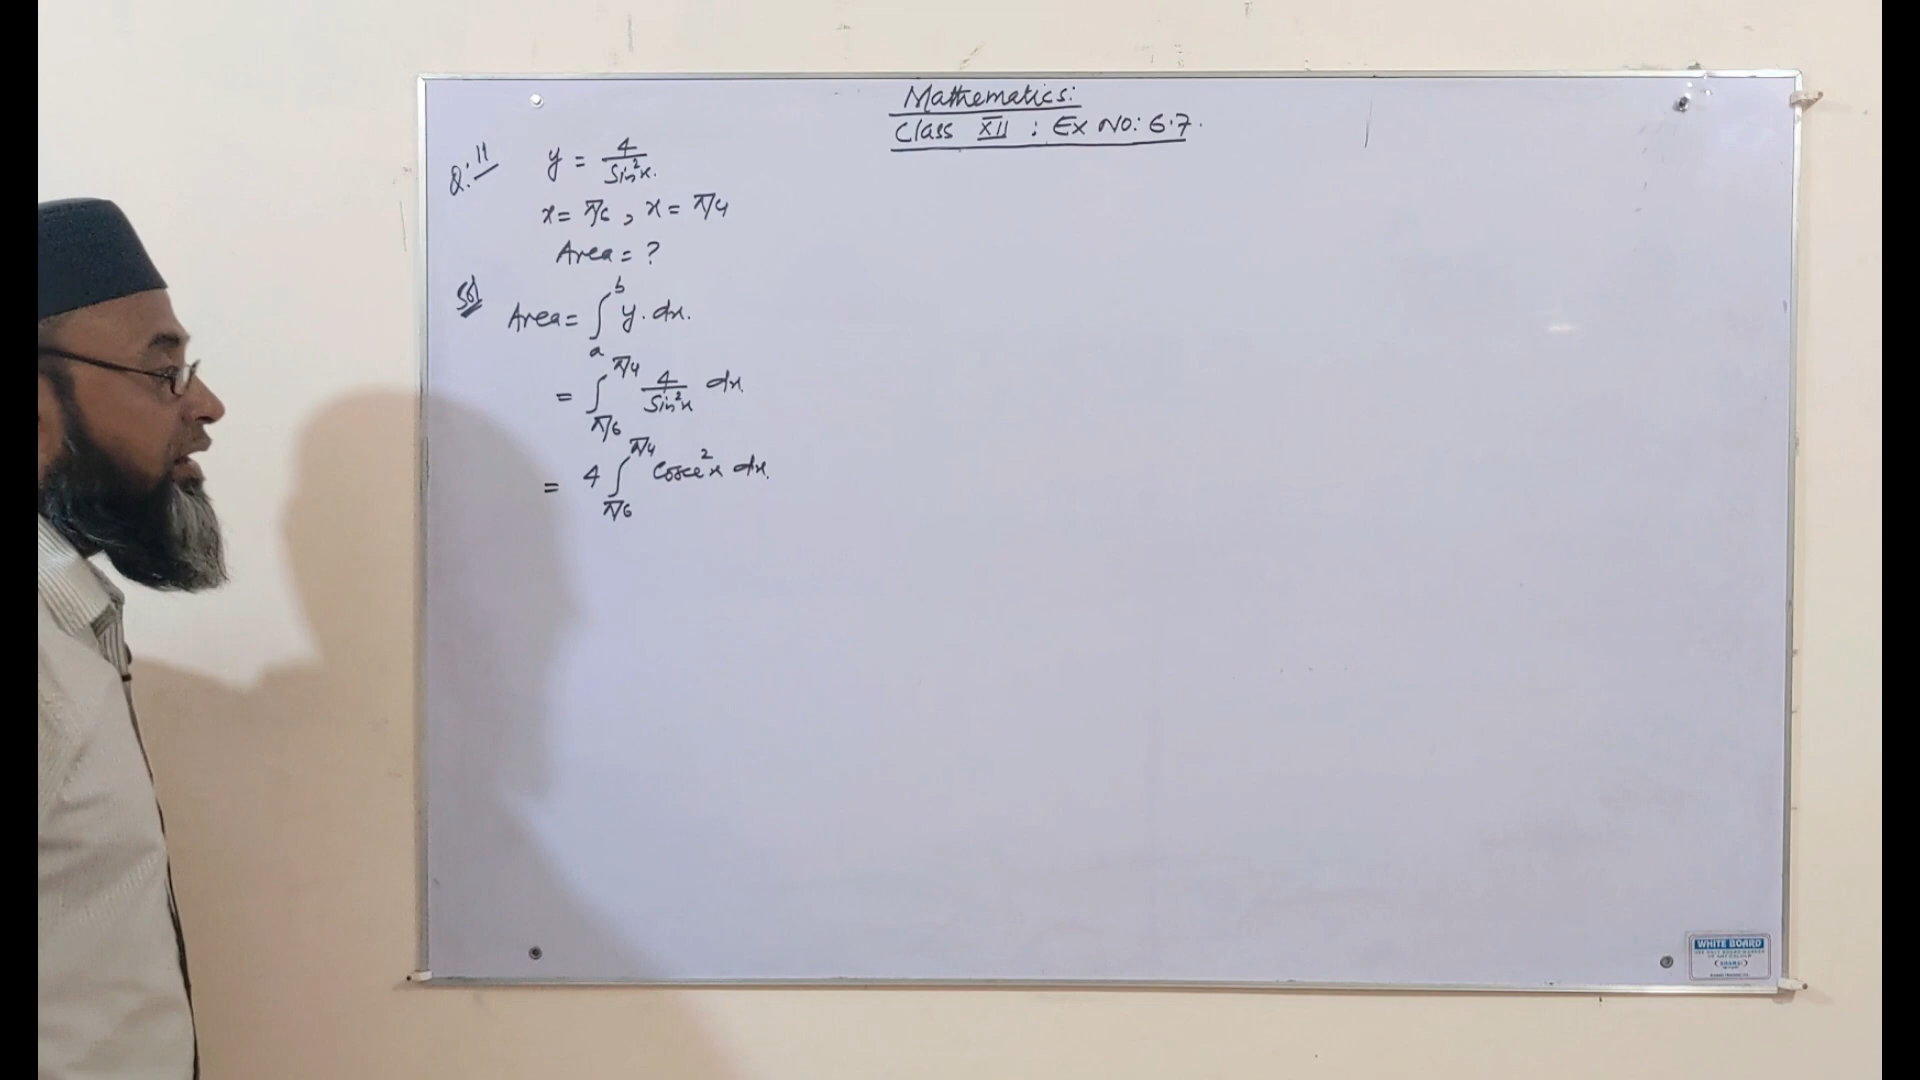 Mathematics:
Class XII : Ex No: 6.7.
Q: 11 y = 4/Sin²x.
x = π/6 , x = π/4
Area = ?
Sol
Area = ∫ₐᵇ y. dx.
= ∫_{π/6}^{π/4} 4/Sin²x dx.
= 4 ∫_{π/6}^{π/4} Cosec²x dx.
WHITE BOARD